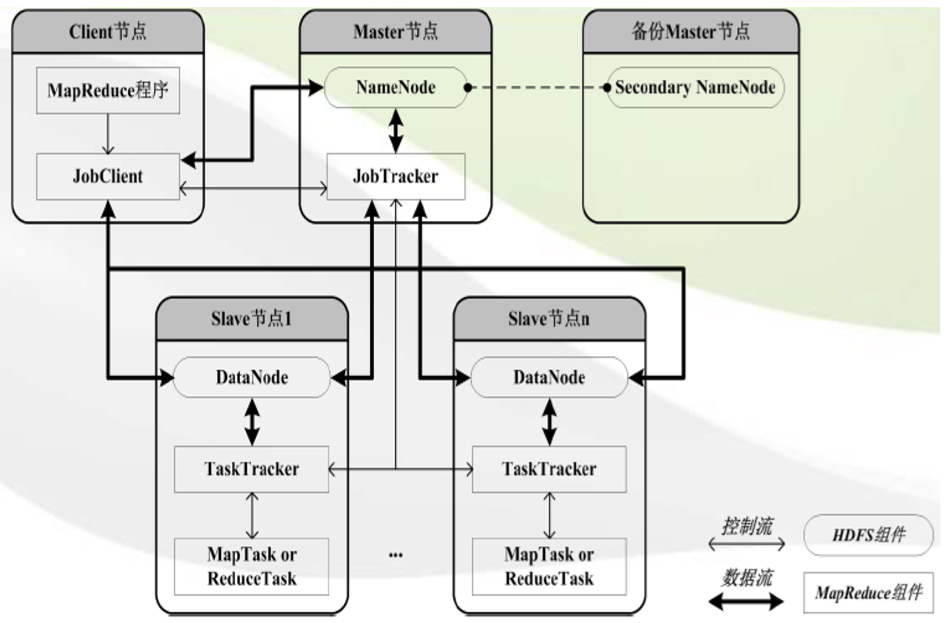 Client节点
MapReduce程序
JobClient
Master节点
NameNode
JobTracker
备份Master节点
Secondary NameNode
Slave节点1
DataNode
TaskTracker
MapTask or
ReduceTask
...
Slave节点n
DataNode
TaskTracker
MapTask or
ReduceTask
控制流
HDFS组件
数据流
MapReduce组件